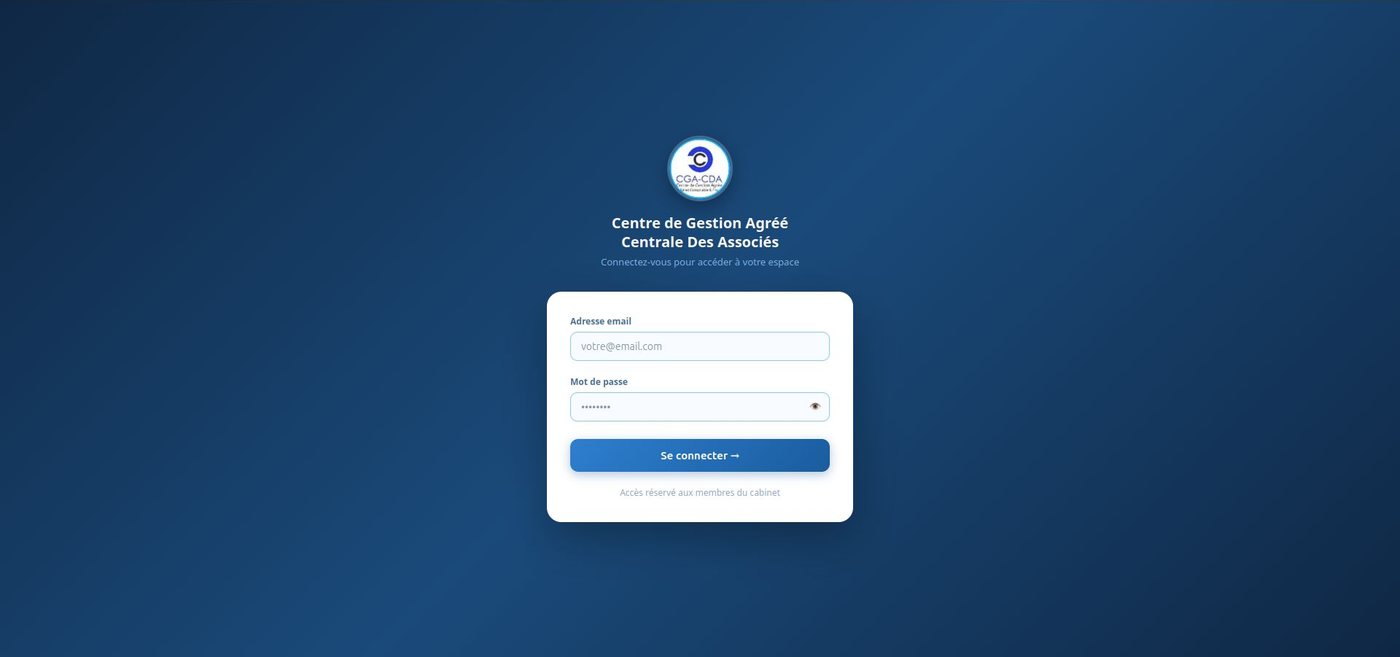 CGA-CDA
Centre de Gestion Agréé
Centrale Des Associés
Connectez-vous pour accéder à votre espace
Adresse email
votre@email.com
Mot de passe
••••••••
Se connecter →
Accès réservé aux membres du cabinet